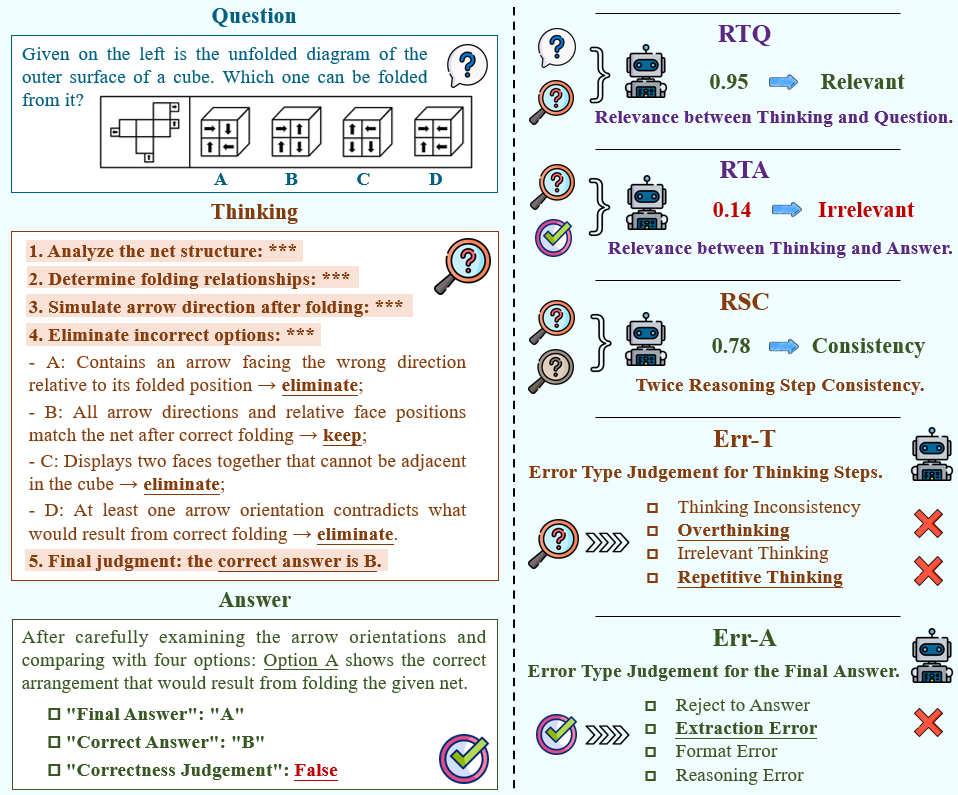 Question
Given on the left is the unfolded diagram of the
outer surface of a cube. Which one can be folded
from it?
A B C D
Thinking
1. Analyze the net structure: ***
2. Determine folding relationships: ***
3. Simulate arrow direction after folding: ***
4. Eliminate incorrect options: ***
- A: Contains an arrow facing the wrong direction
relative to its folded position → eliminate;
- B: All arrow directions and relative face positions
match the net after correct folding → keep;
- C: Displays two faces together that cannot be adjacent
in the cube → eliminate;
- D: At least one arrow orientation contradicts what
would result from correct folding → eliminate.
5. Final judgment: the correct answer is B.
Answer
After carefully examining the arrow orientations and
comparing with four options: Option A shows the correct
arrangement that would result from folding the given net.
"Final Answer": "A"
"Correct Answer": "B"
"Correctness Judgement": False
RTQ
0.95 Relevant
Relevance between Thinking and Question.
RTA
0.14 Irrelevant
Relevance between Thinking and Answer.
RSC
0.78 Consistency
Twice Reasoning Step Consistency.
Err-T
Error Type Judgement for Thinking Steps.
Thinking Inconsistency
Overthinking
Irrelevant Thinking
Repetitive Thinking
Err-A
Error Type Judgement for the Final Answer.
Reject to Answer
Extraction Error
Format Error
Reasoning Error